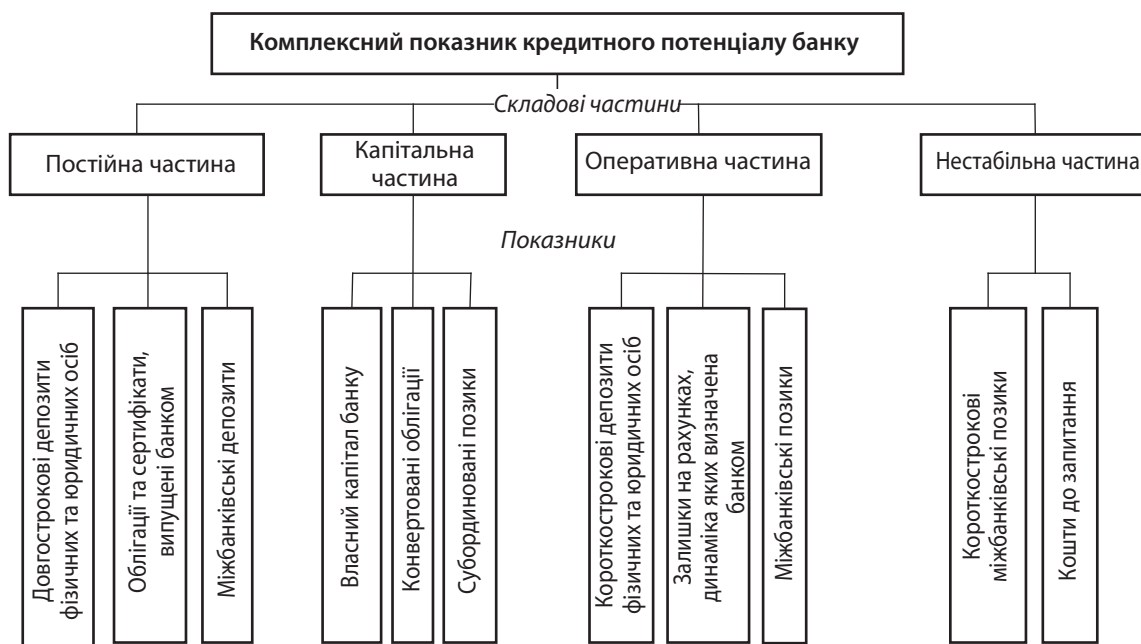 Комплексний показник кредитного потенціалу банку
Складові частини
Постійна частина
Капітальна
частина
Оперативна частина
Нестабільна частина
Показники
Довгострокові депозити
фізичних та юридичних осіб
Облігації та сертифікати,
випущені банком
Міжбанківські депозити
Власний капітал банку
Конвертовані облігації
Субординовані позики
Короткострокові депозити
фізичних та юридичних осіб
Залишки на рахунках,
динаміка яких визначена
банком
Міжбанківські позики
Короткострокові
міжбанківські позики
Кошти до запитання